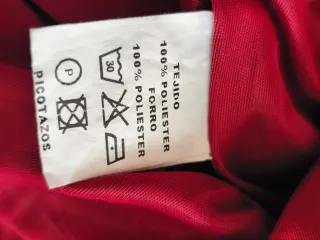 TEJIDO
100% POLIESTER
FORRO
100% POLIESTER
30
P
PICOTAZOS